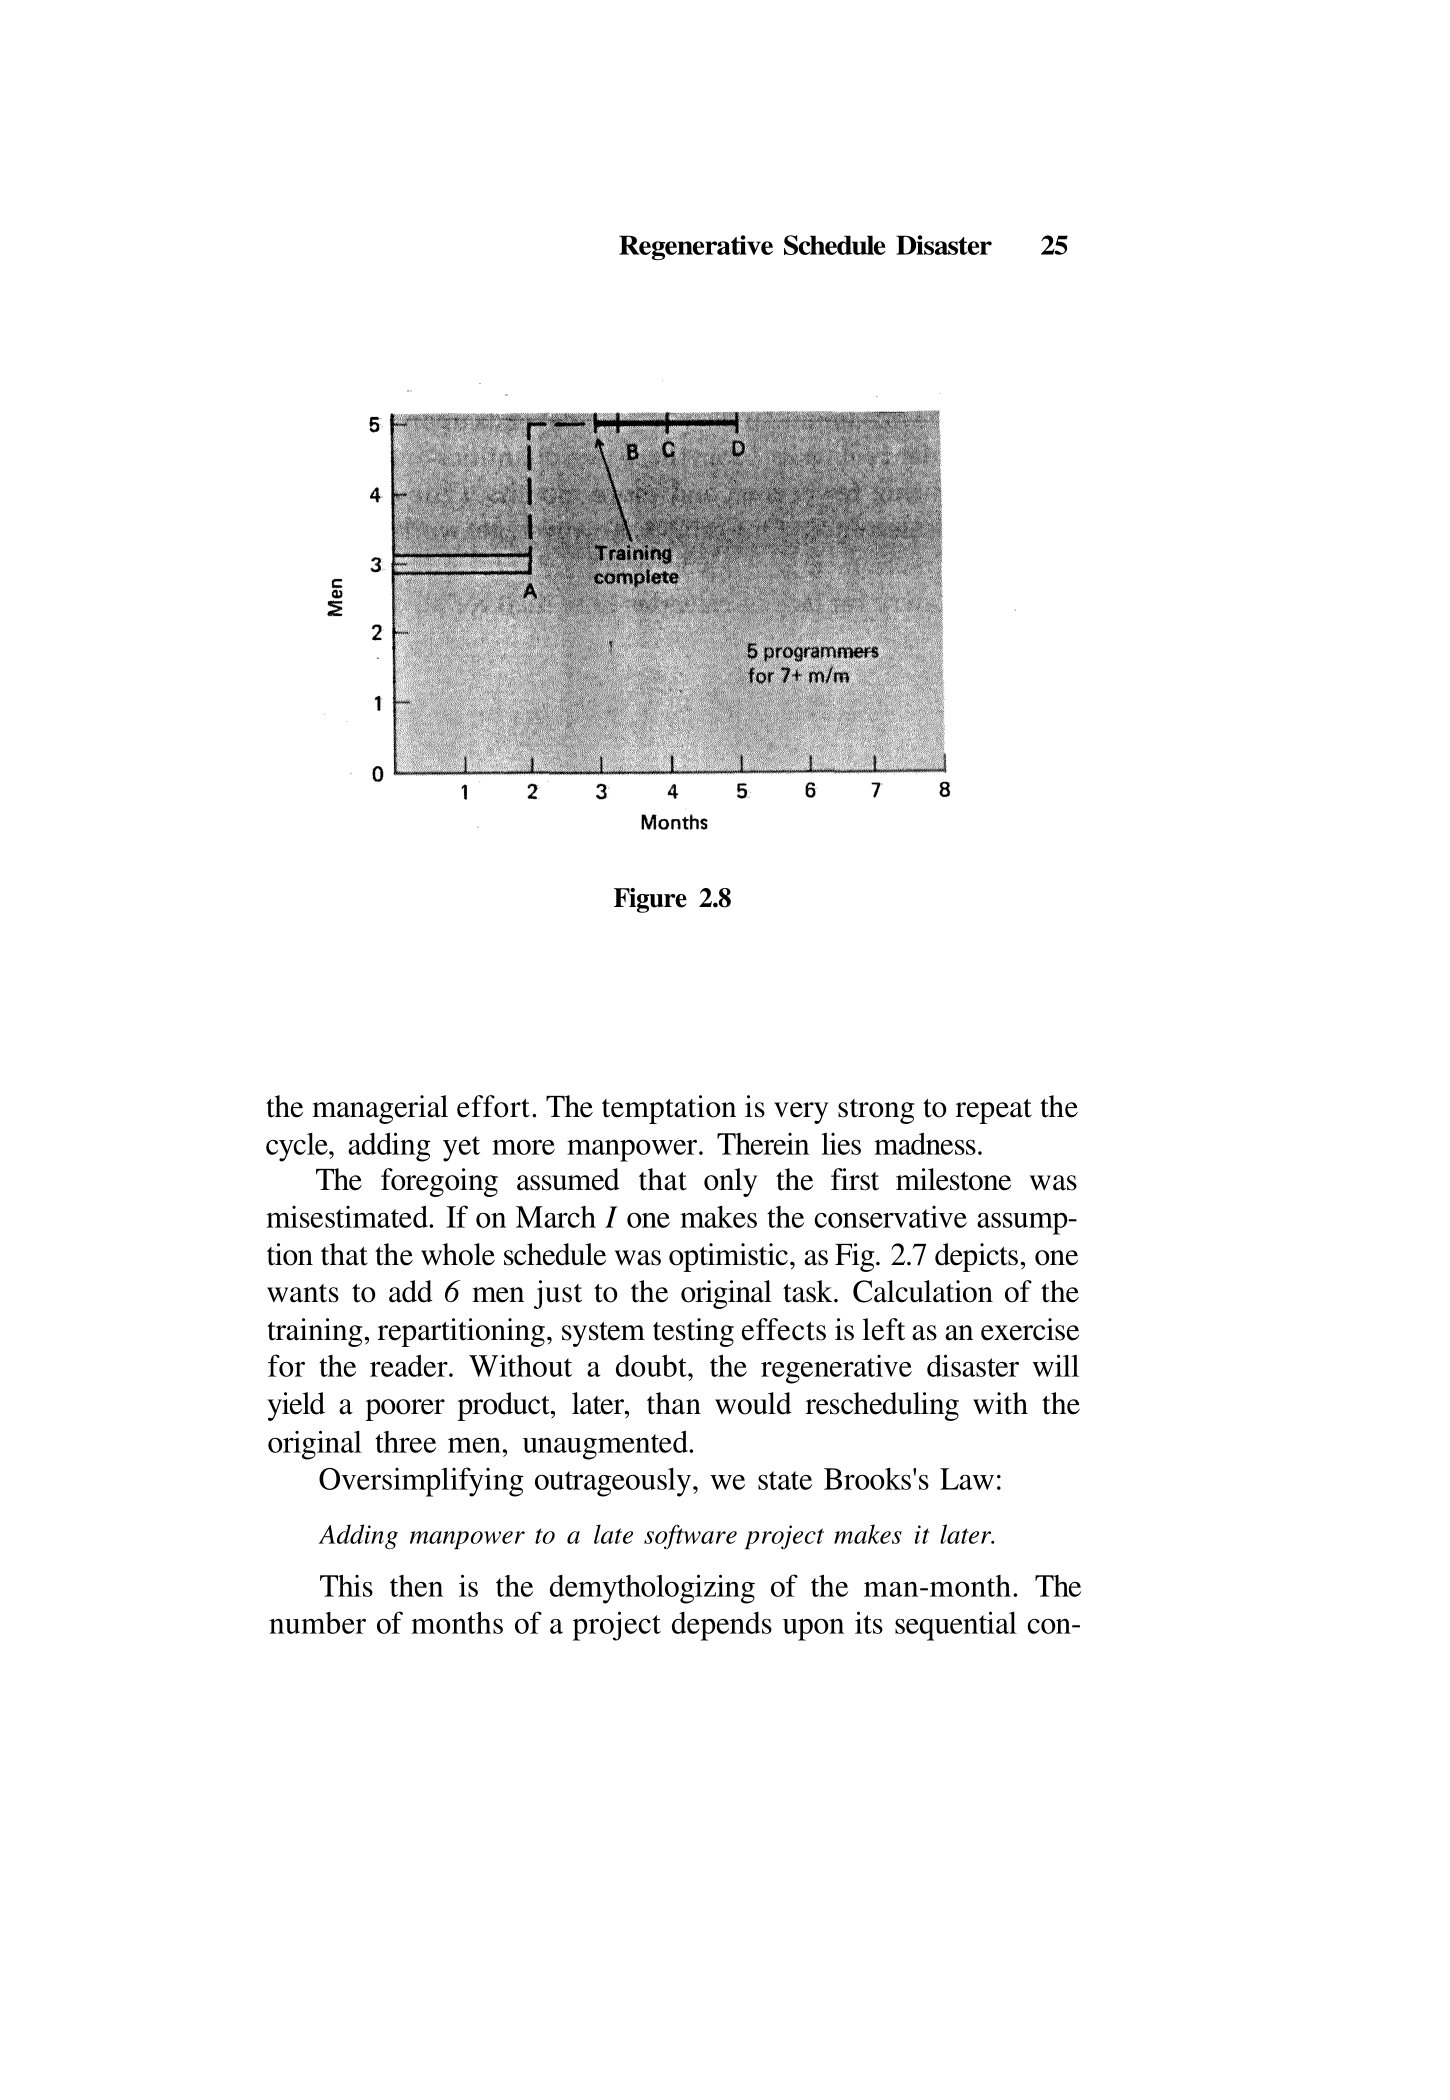 Regenerative Schedule Disaster 25
5
4
3
2
1
0
Men
A
B C D
Training
complete
5 programmers
for 7+ m/m
1 2 3 4 5 6 7 8
Months
Figure 2.8
the managerial effort. The temptation is very strong to repeat the
cycle, adding yet more manpower. Therein lies madness.
The foregoing assumed that only the first milestone was
misestimated. If on March I one makes the conservative assump-
tion that the whole schedule was optimistic, as Fig. 2.7 depicts, one
wants to add 6 men just to the original task. Calculation of the
training, repartitioning, system testing effects is left as an exercise
for the reader. Without a doubt, the regenerative disaster will
yield a poorer product, later, than would rescheduling with the
original three men, unaugmented.
Oversimplifying outrageously, we state Brooks's Law:
Adding manpower to a late software project makes it later.
This then is the demythologizing of the man-month. The
number of months of a project depends upon its sequential con-